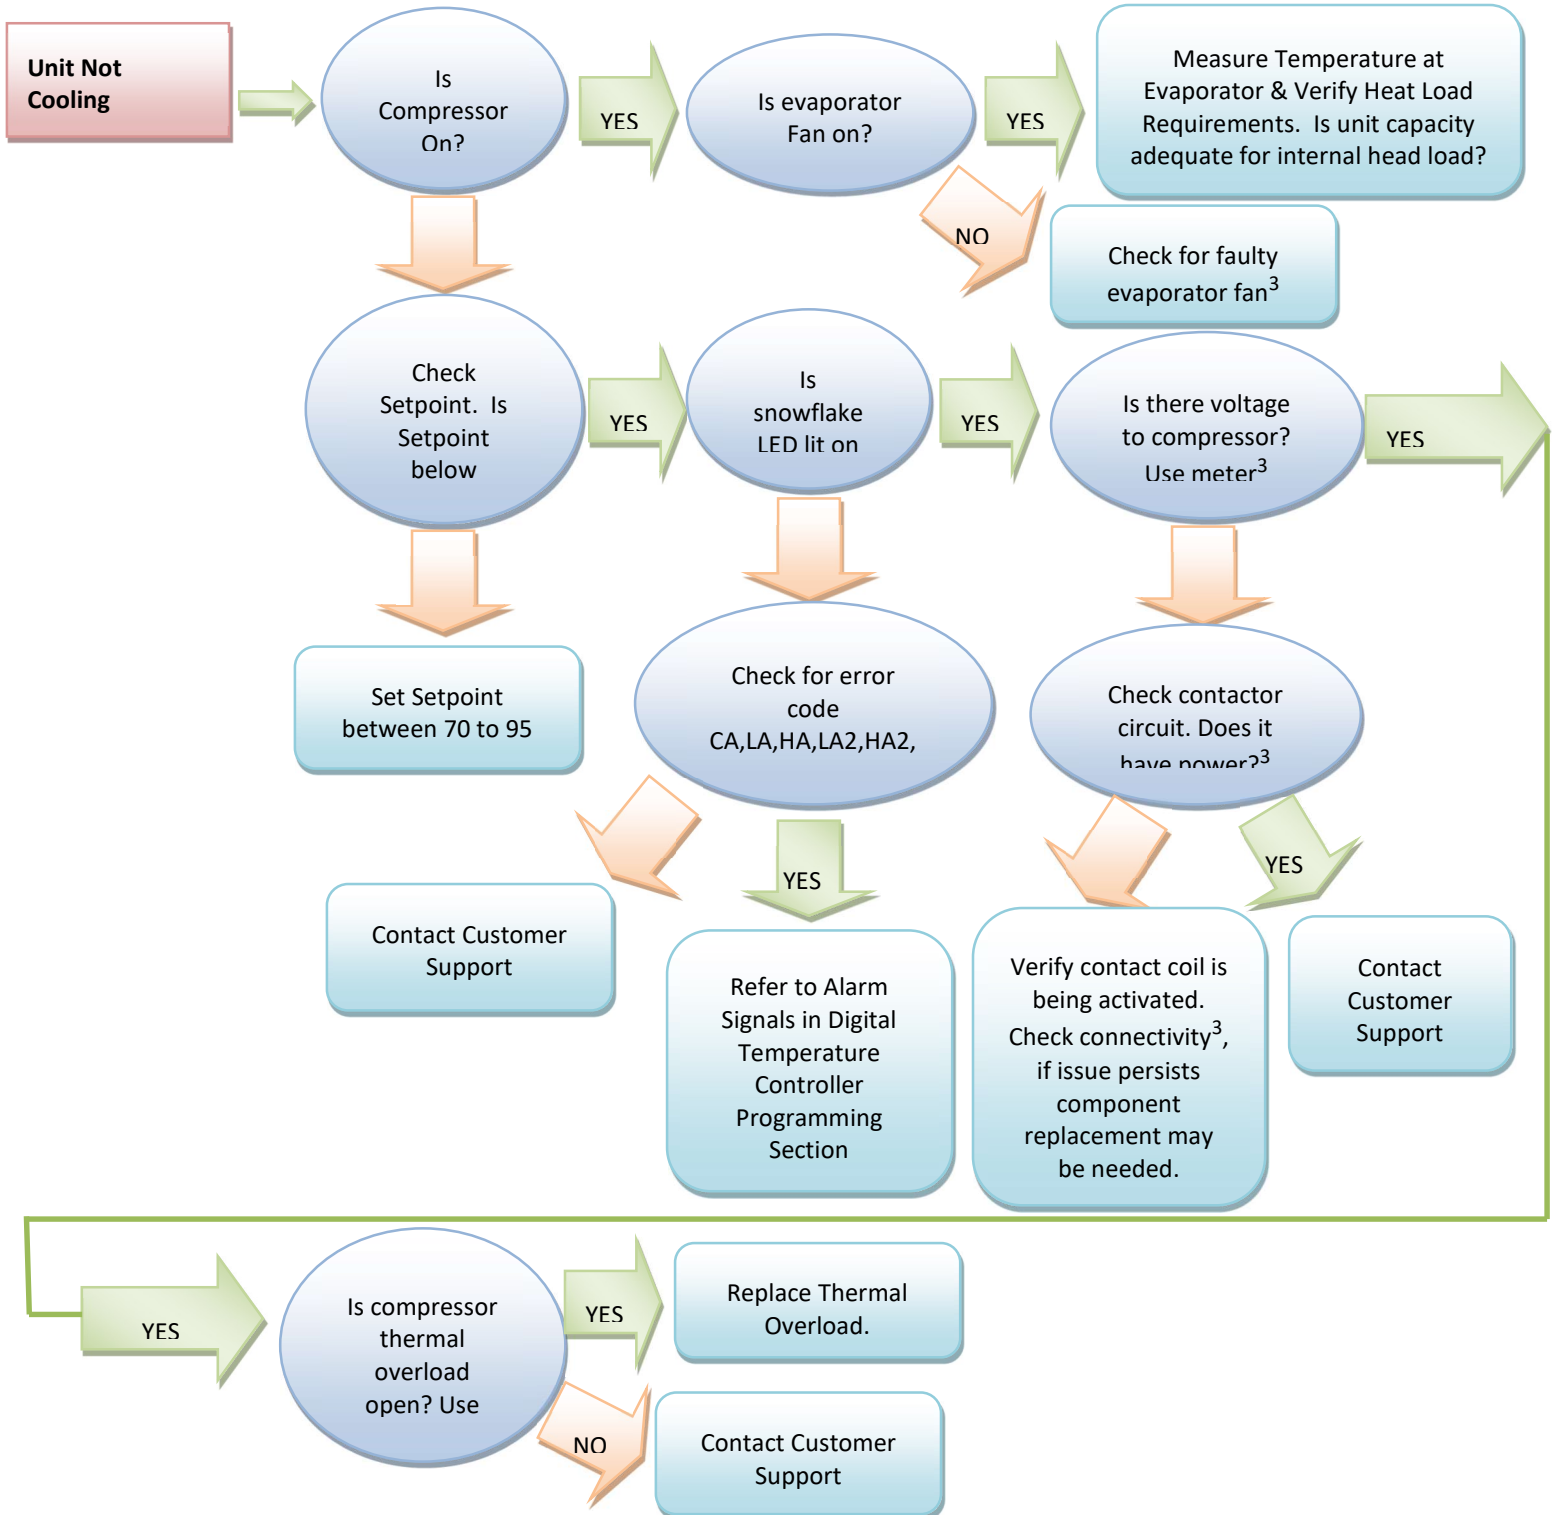 Unit Not
Cooling
Is
Compressor
On?
YES
Is evaporator
Fan on?
YES
Measure Temperature at
Evaporator & Verify Heat Load
Requirements. Is unit capacity
adequate for internal head load?
NO
Check for faulty
evaporator fan3
Check
Setpoint. Is
Setpoint
below
YES
Is
snowflake
LED lit on
YES
Is there voltage
to compressor?
Use meter3
YES
Set Setpoint
between 70 to 95
Check for error
code
CA,LA,HA,LA2,HA2,
Check contactor
circuit. Does it
have power?3
Contact Customer
Support
YES
Refer to Alarm
Signals in Digital
Temperature
Controller
Programming
Section
Verify contact coil is
being activated.
Check connectivity3,
if issue persists
component
replacement may
be needed.
YES
Contact
Customer
Support
YES
Is compressor
thermal
overload
open? Use
YES
Replace Thermal
Overload.
NO
Contact Customer
Support